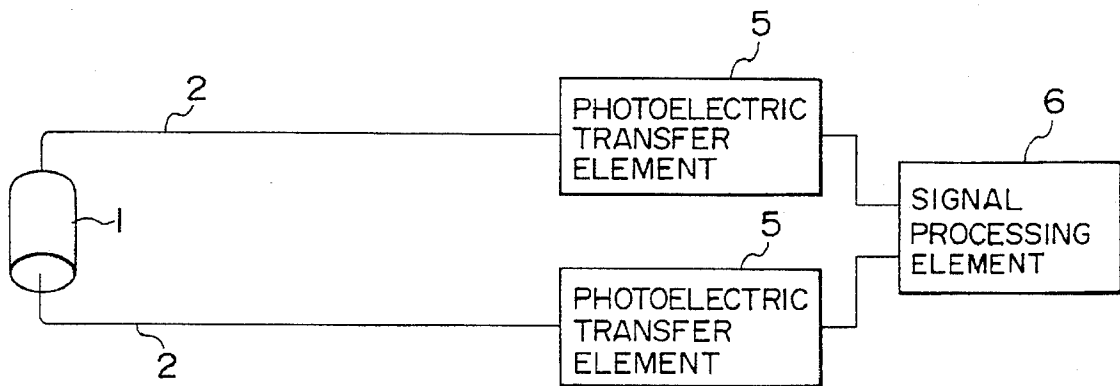 5
2
PHOTOELECTRIC
TRANSFER
ELEMENT
6
1
SIGNAL
PROCESSING
ELEMENT
5
PHOTOELECTRIC
TRANSFER
ELEMENT
2